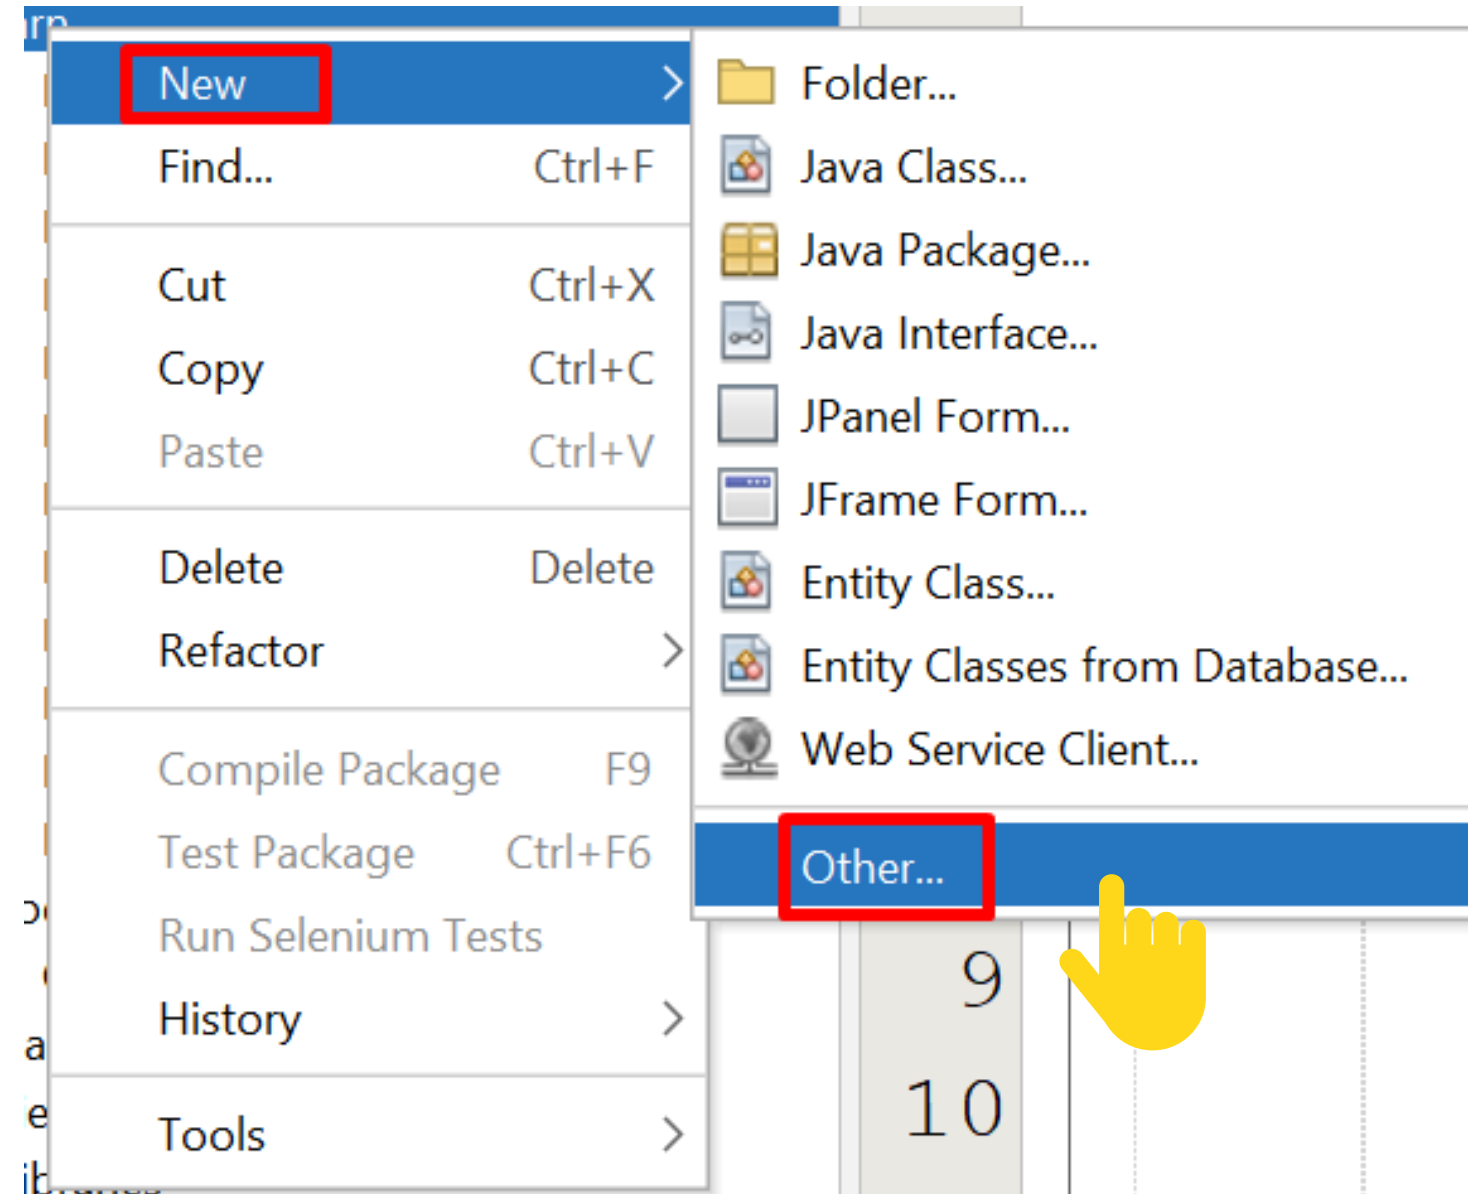 New
Find... Ctrl+F
Cut Ctrl+X
Copy Ctrl+C
Paste Ctrl+V
Delete Delete
Refactor
Compile Package F9
Test Package Ctrl+F6
Run Selenium Tests
History
Tools
Folder...
Java Class...
Java Package...
Java Interface...
JPanel Form...
JFrame Form...
Entity Class...
Entity Classes from Database...
Web Service Client...
Other...
9
10